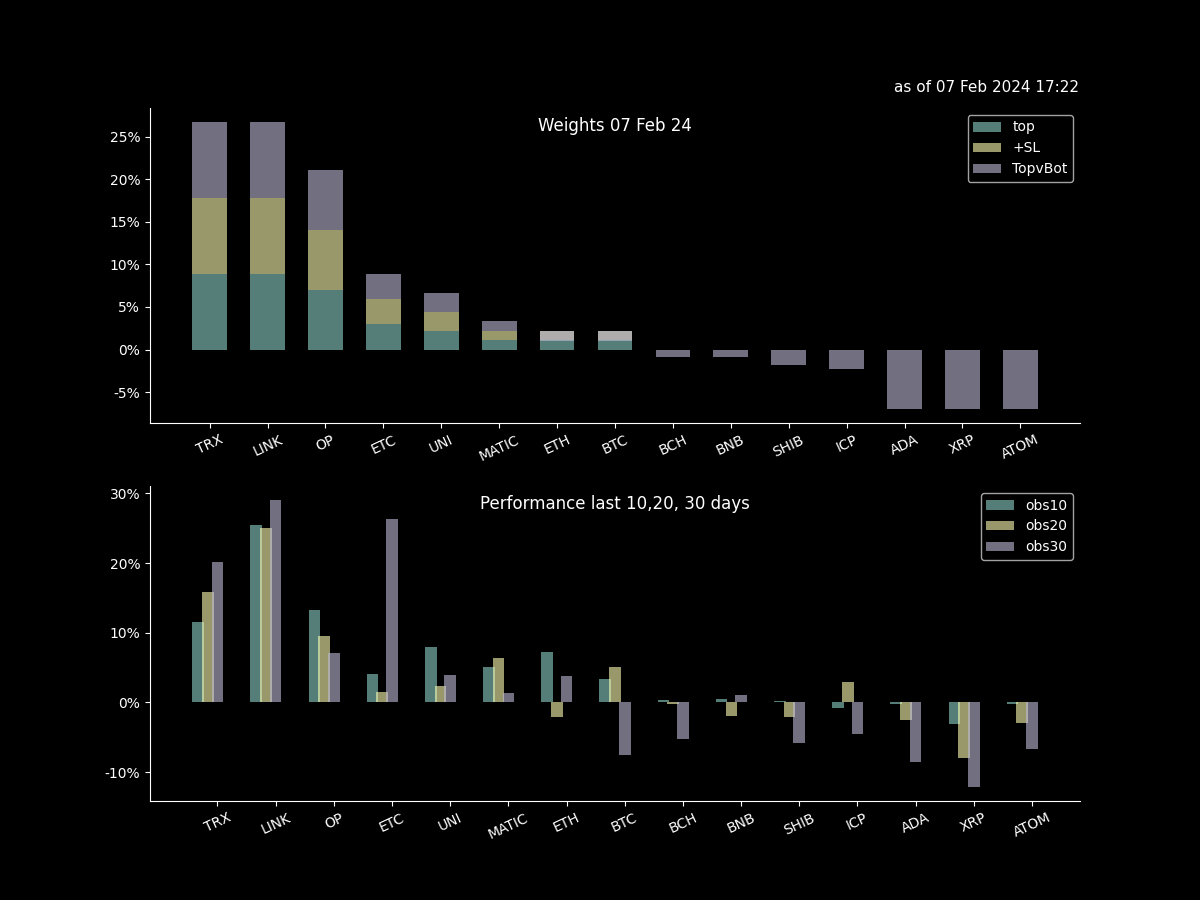 as of 07 Feb 2024 17:22
Weights 07 Feb 24
top
+SL
TopvBot
25%
20%
15%
10%
5%
0%
-5%
TRX LINK OP ETC UNI MATIC ETH BTC BCH BNB SHIB ICP ADA XRP ATOM
Performance last 10,20, 30 days
obs10
obs20
obs30
30%
20%
10%
0%
-10%
TRX LINK OP ETC UNI MATIC ETH BTC BCH BNB SHIB ICP ADA XRP ATOM